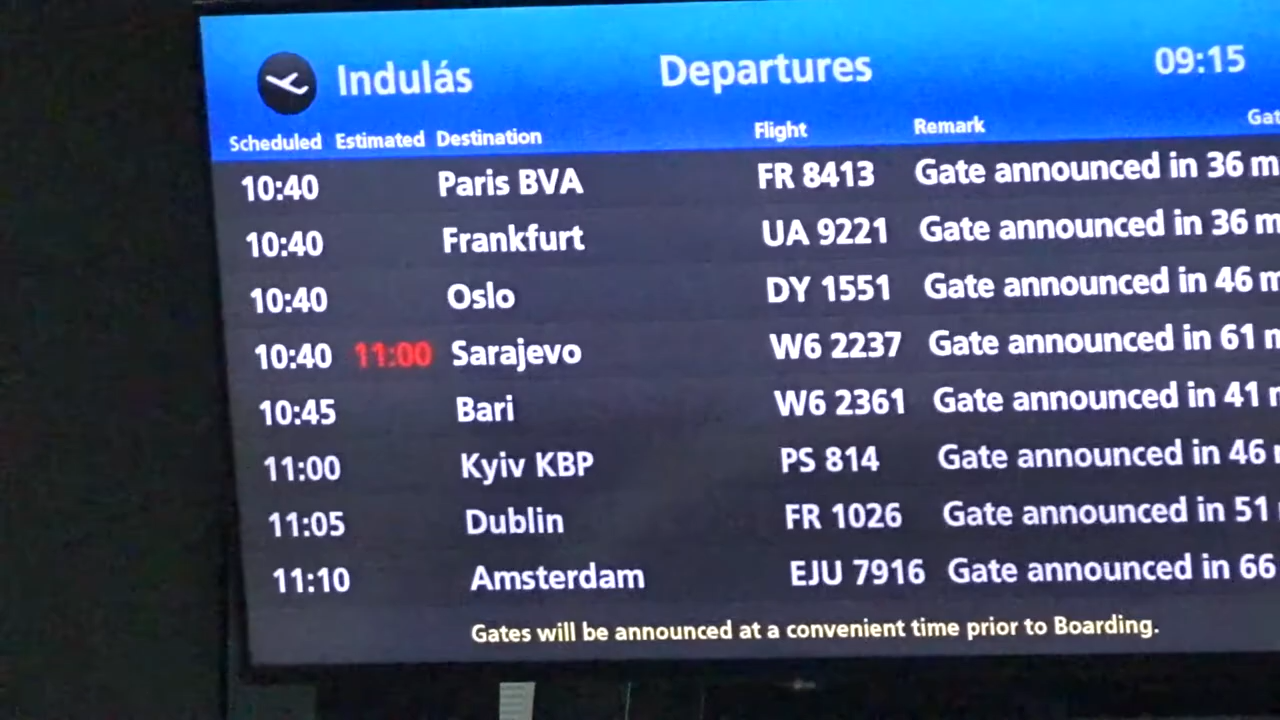 Indulás Departures 09:15
Scheduled Estimated Destination Flight Remark
10:40 Paris BVA FR 8413 Gate announced in 36
10:40 Frankfurt UA 9221 Gate announced in 36
10:40 Oslo DY 1551 Gate announced in 46
10:40 11:00 Sarajevo W6 2237 Gate announced in 61
10:45 Bari W6 2361 Gate announced in 41
11:00 Kyiv KBP PS 814 Gate announced in 46
11:05 Dublin FR 1026 Gate announced in 51
11:10 Amsterdam EJU 7916 Gate announced in 66
Gates will be announced at a convenient time prior to Boarding.